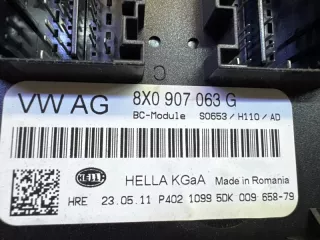 VW AG 8X0 907 063 G
BC-Module S0653 / H110 / AD
HELLA
HELLA KGaA Made in Romania
HRE 23.05.11 P402 1099 5DK 009 658-79